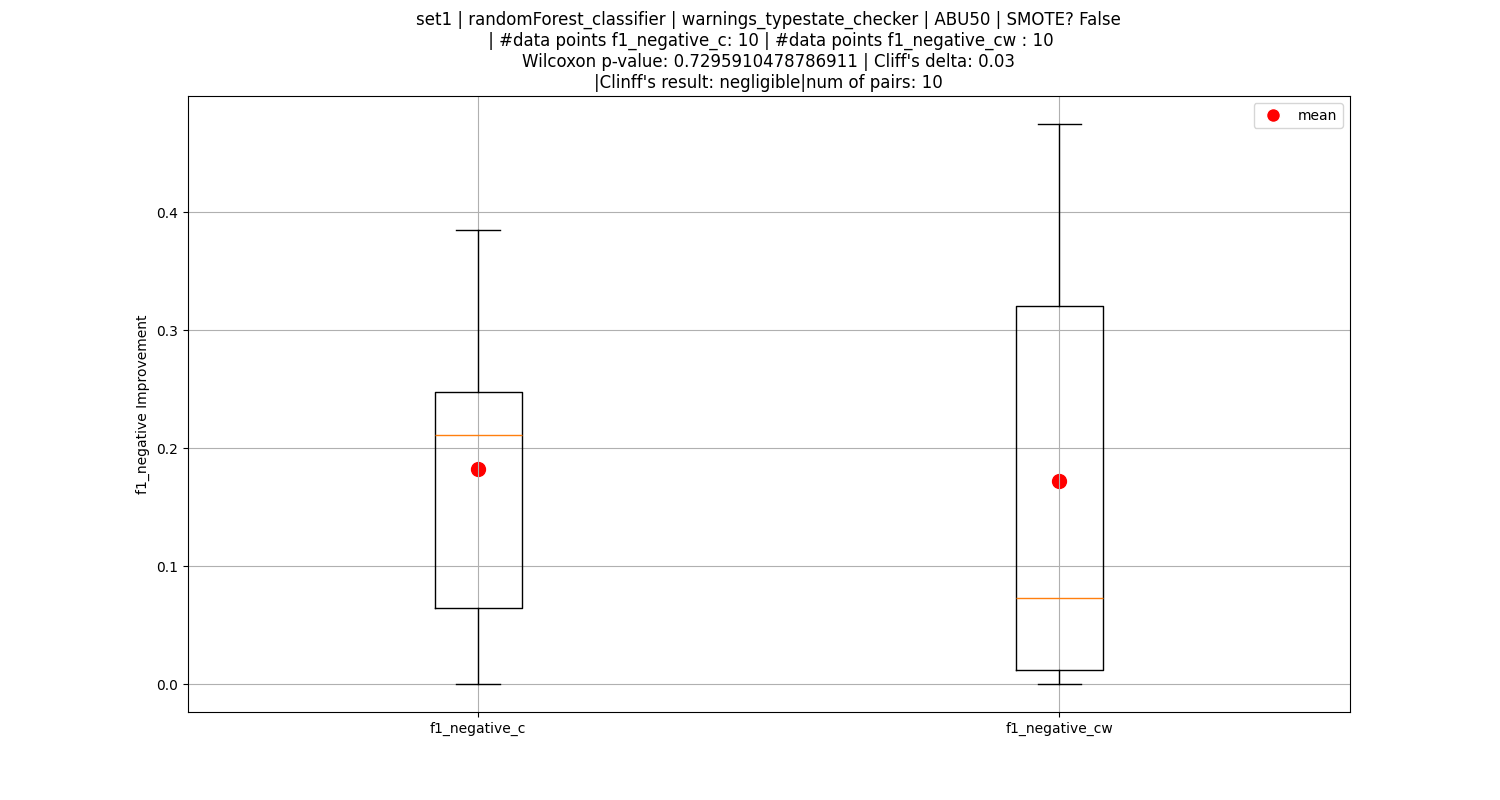 set1 | randomForest_classifier | warnings_typestate_checker | ABU50 | SMOTE? False
| #data points f1_negative_c: 10 | #data points f1_negative_cw : 10
Wilcoxon p-value: 0.7295910478786911 | Cliff's delta: 0.03
|Clinff's result: negligible|num of pairs: 10
mean
0.4
0.3
0.2
0.1
0.0
f1_negative Improvement
f1_negative_c
f1_negative_cw